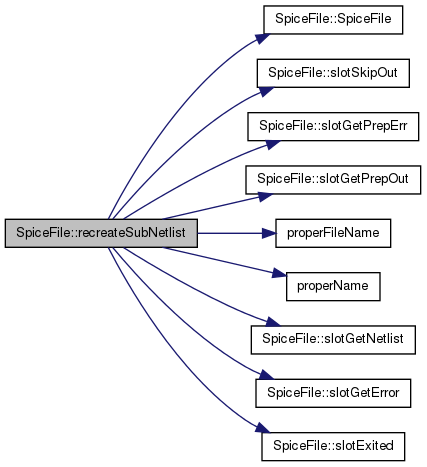 SpiceFile::SpiceFile
SpiceFile::slotSkipOut
SpiceFile::slotGetPrepErr
SpiceFile::slotGetPrepOut
SpiceFile::recreateSubNetlist
properFileName
properName
SpiceFile::slotGetNetlist
SpiceFile::slotGetError
SpiceFile::slotExited